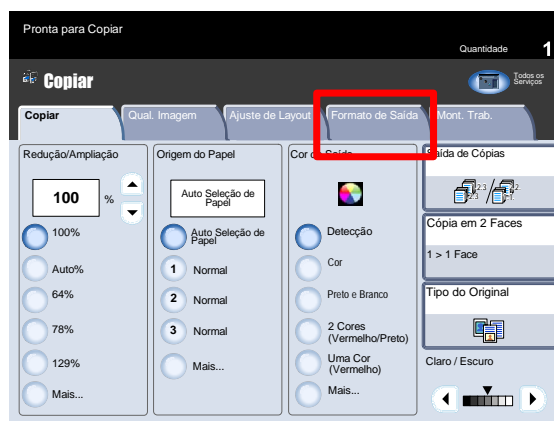 Pronta para Copiar
Quantidade 1
Copiar
Todos os
Serviços
Copiar
Qual. Imagem
Ajuste de Layout
Formato de Saída
Mont. Trab.
Redução/Ampliação
100 %
100%
Auto%
64%
78%
129%
Mais...
Origem do Papel
Auto Seleção de
Papel
Auto Seleção de
Papel
1 Normal
2 Normal
3 Normal
Mais...
Cor de Saída
Detecção
Cor
Preto e Branco
2 Cores
(Vermelho/Preto)
Uma Cor
(Vermelho)
Mais...
Saída de Cópias
Cópia em 2 Faces
1 > 1 Face
Tipo do Original
Claro / Escuro